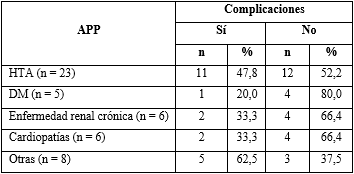 APP Complicaciones
Sí No
n % n %
HTA (n = 23) 11 47,8 12 52,2
DM (n = 5) 1 20,0 4 80,0
Enfermedad renal crónica (n = 6) 2 33,3 4 66,4
Cardiopatías (n = 6) 2 33,3 4 66,4
Otras (n = 8) 5 62,5 3 37,5